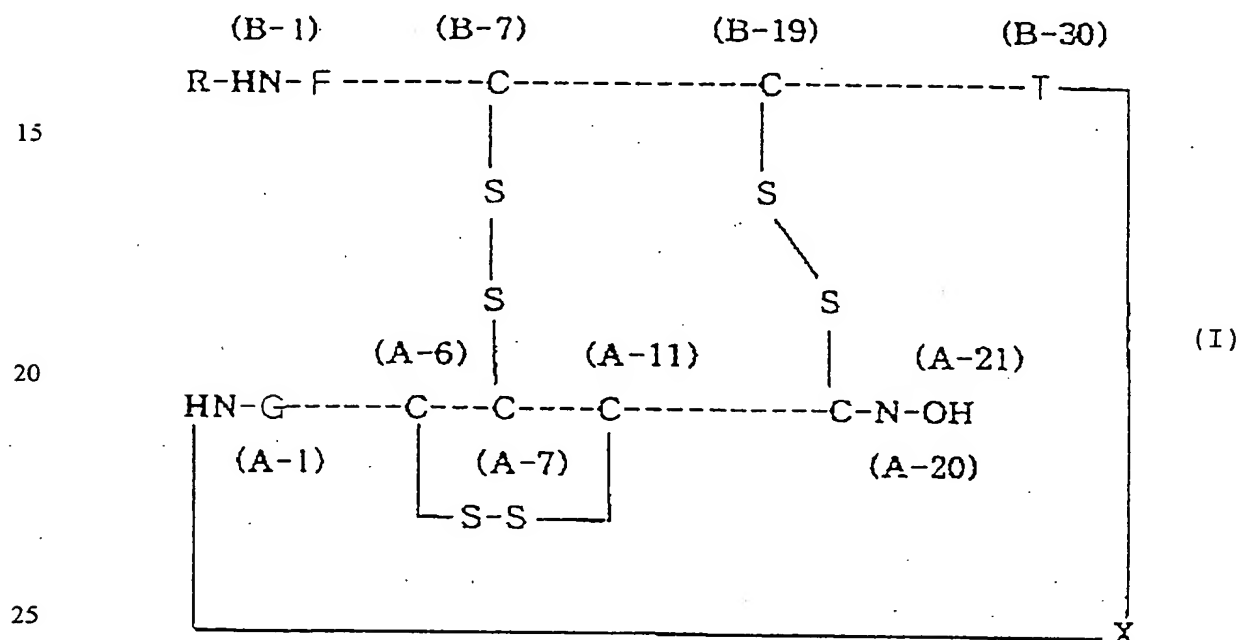 (B-1) (B-7) (B-19) (B-30)
R-HN-F-------C-------------C------------T
15
S S
S S
(A-6) (A-11) (A-21) (I)
20
HN-G------C---C----C----------C-N-OH
(A-1) (A-7) (A-20)
S-S
25 X